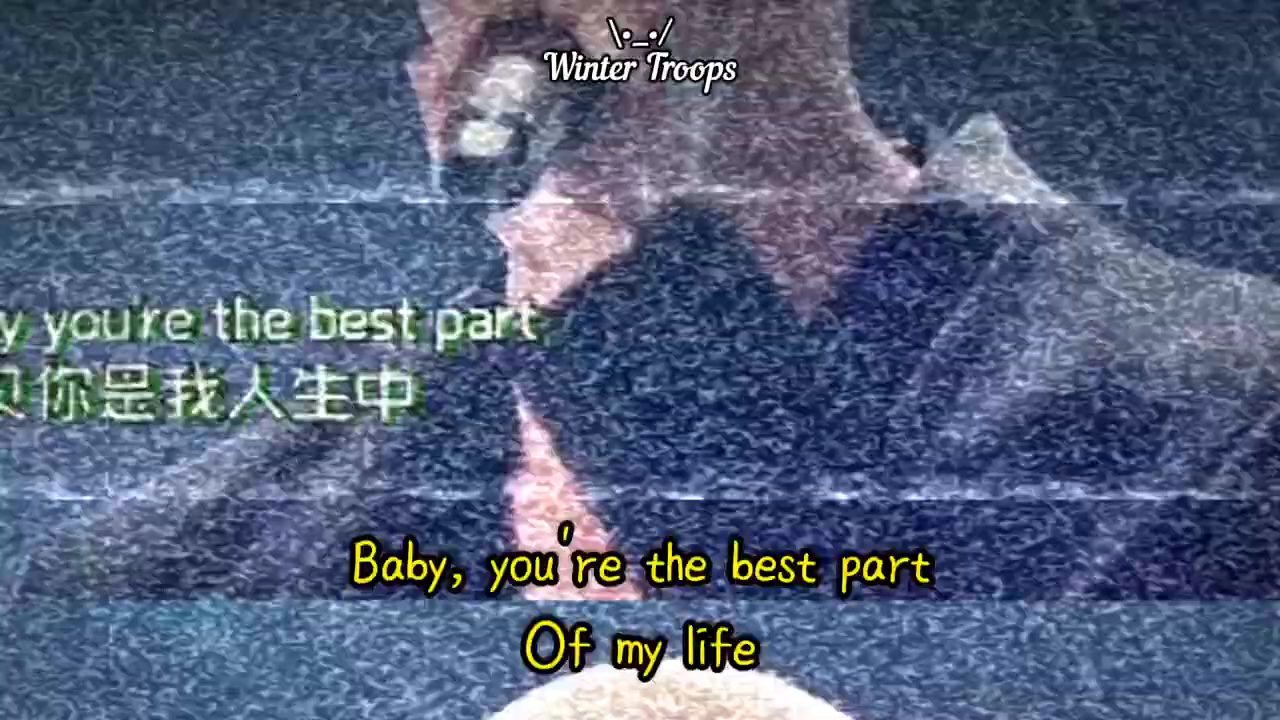 \•_•/
Winter Troops
y you're the best part
你是我人生中
Baby, you're the best part
Of my life